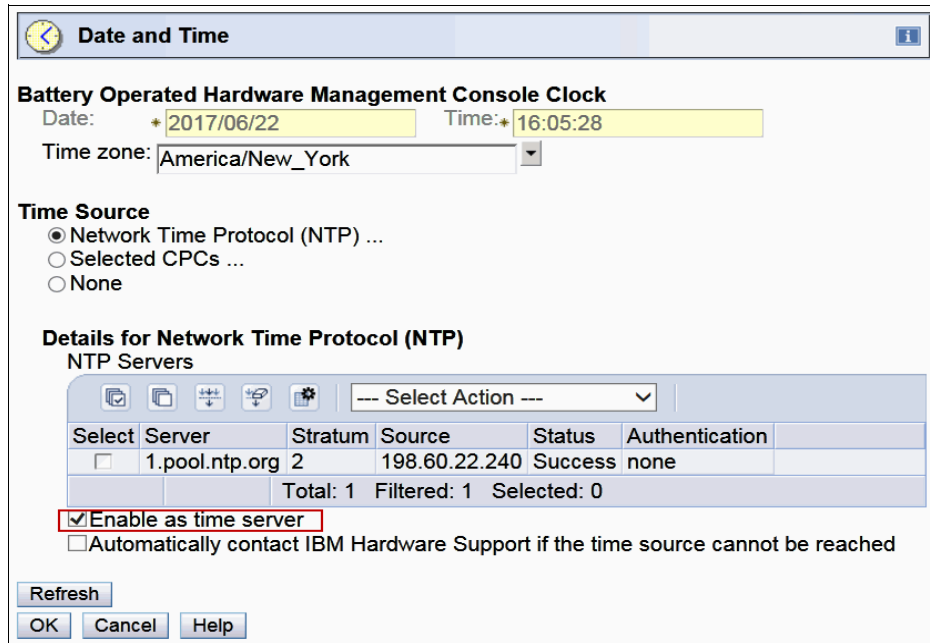 Date and Time
i
Battery Operated Hardware Management Console Clock
Date: * 2017/06/22 Time: * 16:05:28
Time zone: America/New_York
Time Source
Network Time Protocol (NTP) ...
Selected CPCs ...
None
Details for Network Time Protocol (NTP)
NTP Servers
--- Select Action ---
Select Server Stratum Source Status Authentication
1.pool.ntp.org 2 198.60.22.240 Success none
Total: 1 Filtered: 1 Selected: 0
Enable as time server
Automatically contact IBM Hardware Support if the time source cannot be reached
Refresh
OK Cancel Help